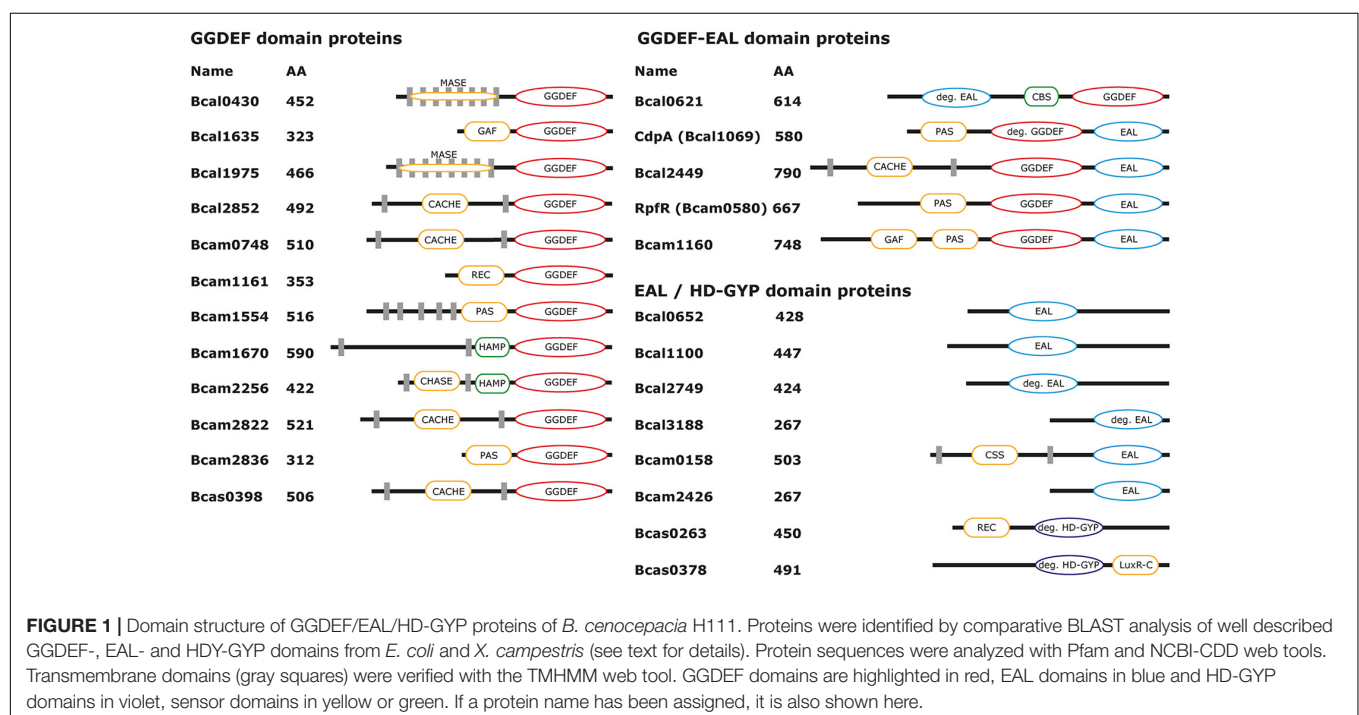 GGDEF domain proteins
Name AA
Bcal0430 452 MASE GGDEF
Bcal1635 323 GAF GGDEF
Bcal1975 466 MASE GGDEF
Bcal2852 492 CACHE GGDEF
Bcam0748 510 CACHE GGDEF
Bcam1161 353 REC GGDEF
Bcam1554 516 PAS GGDEF
Bcam1670 590 HAMP GGDEF
Bcam2256 422 CHASE HAMP GGDEF
Bcam2822 521 CACHE GGDEF
Bcam2836 312 PAS GGDEF
Bcas0398 506 CACHE GGDEF
GGDEF-EAL domain proteins
Name AA
Bcal0621 614 deg. EAL CBS GGDEF
CdpA (Bcal1069) 580 PAS deg. GGDEF EAL
Bcal2449 790 CACHE GGDEF EAL
RpfR (Bcam0580) 667 PAS GGDEF EAL
Bcam1160 748 GAF PAS GGDEF EAL
EAL / HD-GYP domain proteins
Bcal0652 428 EAL
Bcal1100 447 EAL
Bcal2749 424 deg. EAL
Bcal3188 267 deg. EAL
Bcam0158 503 CSS EAL
Bcam2426 267 EAL
Bcas0263 450 REC deg. HD-GYP
Bcas0378 491 deg. HD-GYP LuxR-C
FIGURE 1 | Domain structure of GGDEF/EAL/HD-GYP proteins of B. cenocepacia H111. Proteins were identified by comparative BLAST analysis of well described
GGDEF-, EAL- and HDY-GYP domains from E. coli and X. campestris (see text for details). Protein sequences were analyzed with Pfam and NCBI-CDD web tools.
Transmembrane domains (gray squares) were verified with the TMHMM web tool. GGDEF domains are highlighted in red, EAL domains in blue and HD-GYP
domains in violet, sensor domains in yellow or green. If a protein name has been assigned, it is also shown here.